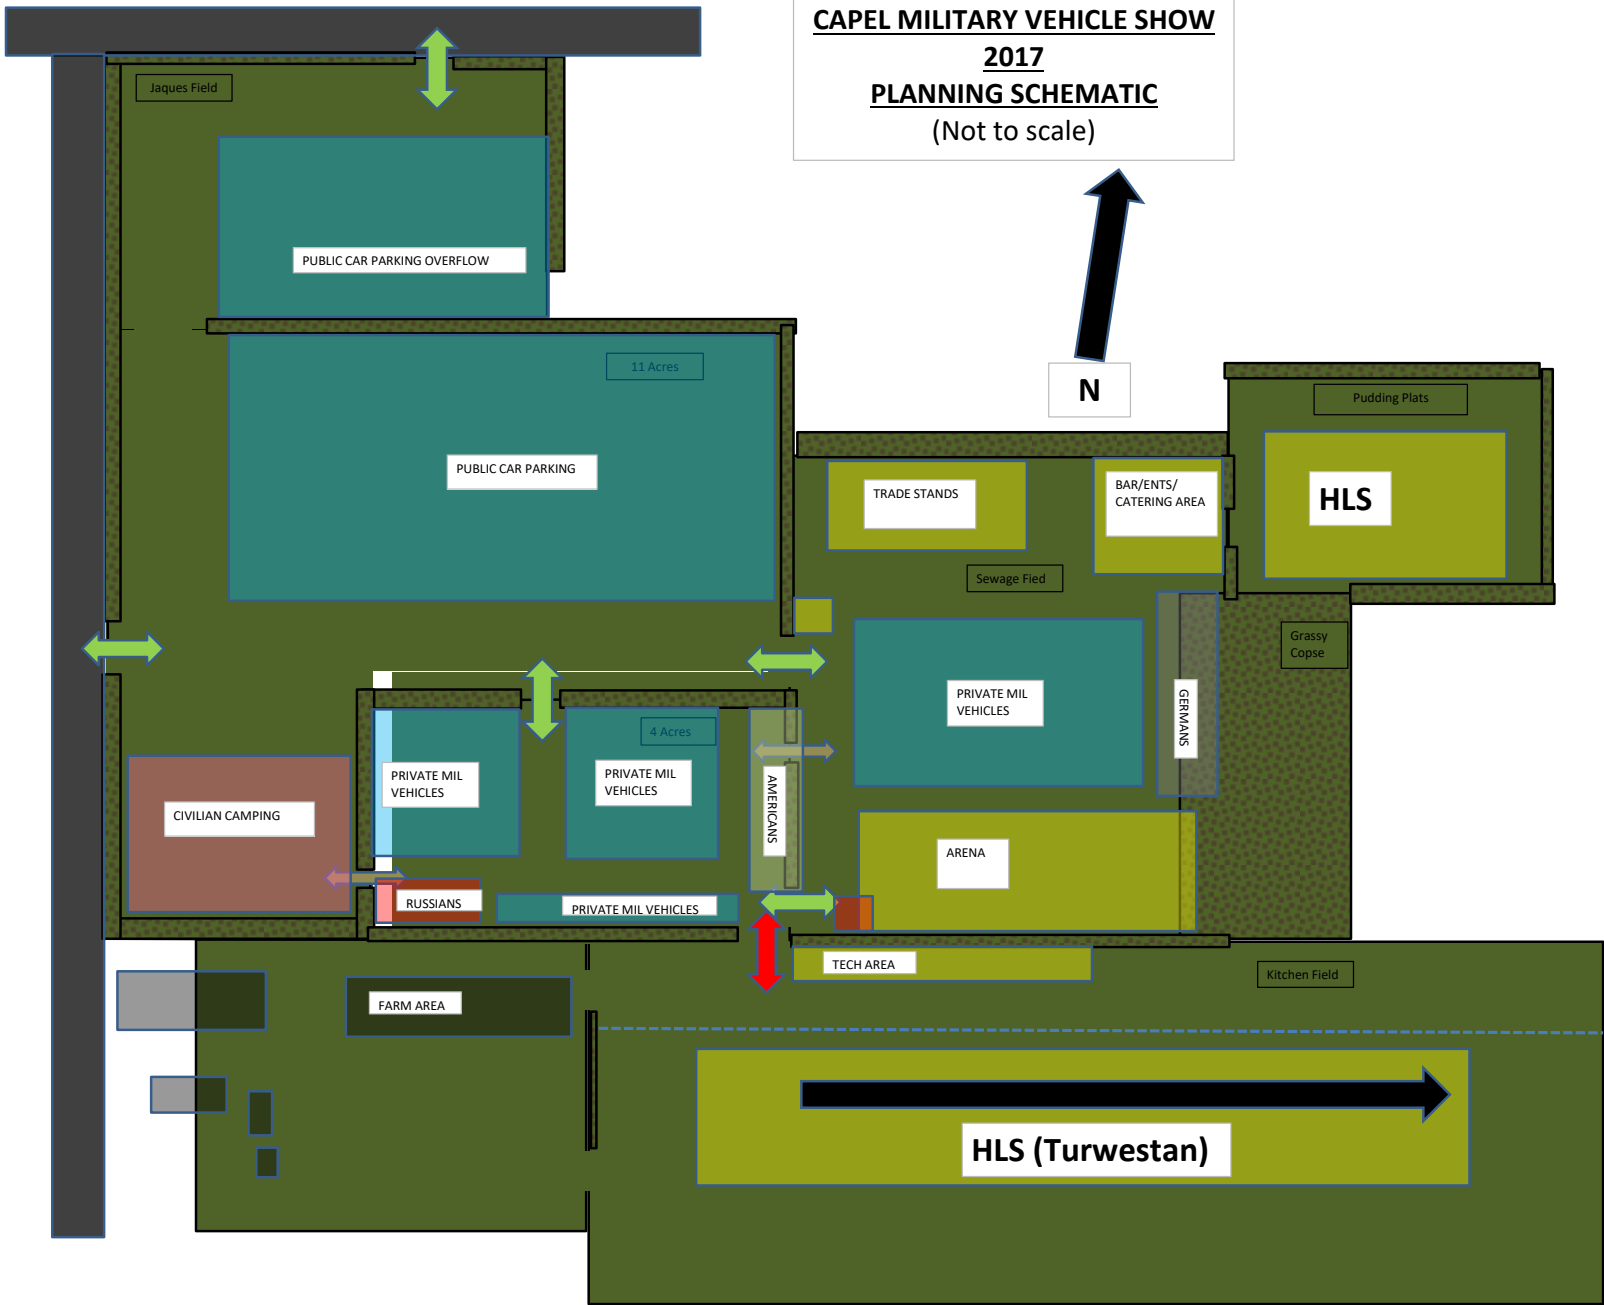 CAPEL MILITARY VEHICLE SHOW
2017
PLANNING SCHEMATIC
(Not to scale)
Jaques Field
PUBLIC CAR PARKING OVERFLOW
11 Acres
N
Pudding Plats
PUBLIC CAR PARKING
TRADE STANDS
BAR/ENTS/
CATERING AREA
HLS
Sewage Fied
Grassy
Copse
PRIVATE MIL
VEHICLES
GERMANS
4 Acres
PRIVATE MIL
VEHICLES
PRIVATE MIL
VEHICLES
AMERICANS
CIVILIAN CAMPING
ARENA
RUSSIANS
PRIVATE MIL VEHICLES
TECH AREA
Kitchen Field
FARM AREA
HLS (Turwestan)